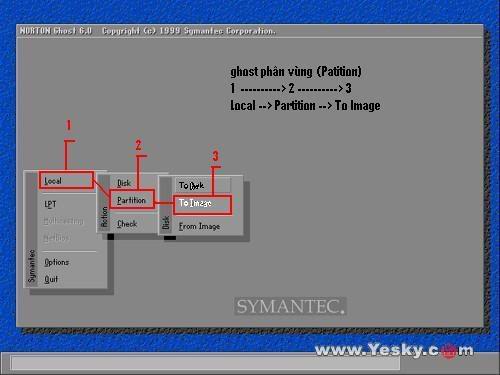 NORTON Ghost 6.0 Copyright (c) 1999 Symantec Corporation.
ghost phân vùng (Patition)
1 ----------> 2 ----------> 3
Local --> Partition --> To Image
1
2
3
Local
LPT
Multicasting
NetBios
Options
Quit
Symantec
Disk
Partition
Check
Action
To Disk
To Image
From Image
Disk
SYMANTEC.
www.Yesky.com